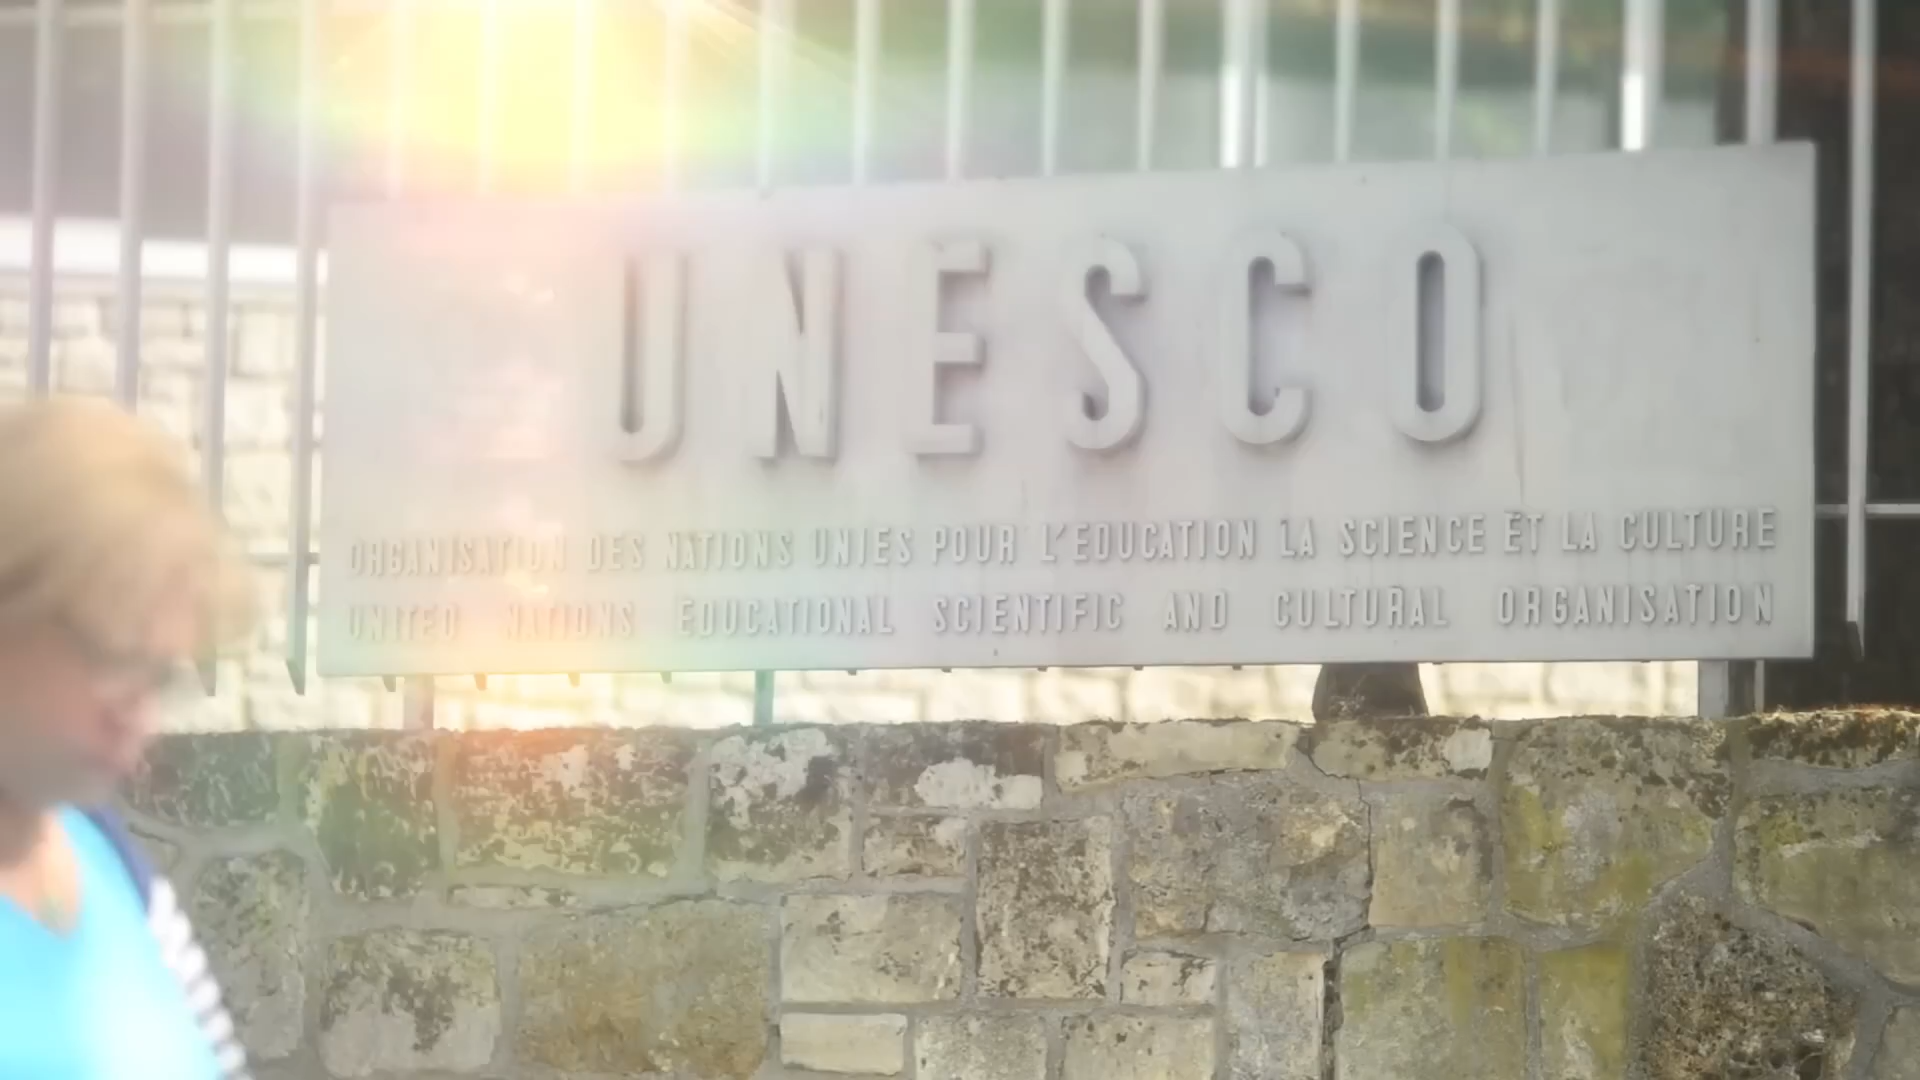 UNESCO
ORGANISATION DES NATIONS UNIES POUR L'EDUCATION LA SCIENCE ET LA CULTURE
UNITED NATIONS EDUCATIONAL SCIENTIFIC AND CULTURAL ORGANISATION